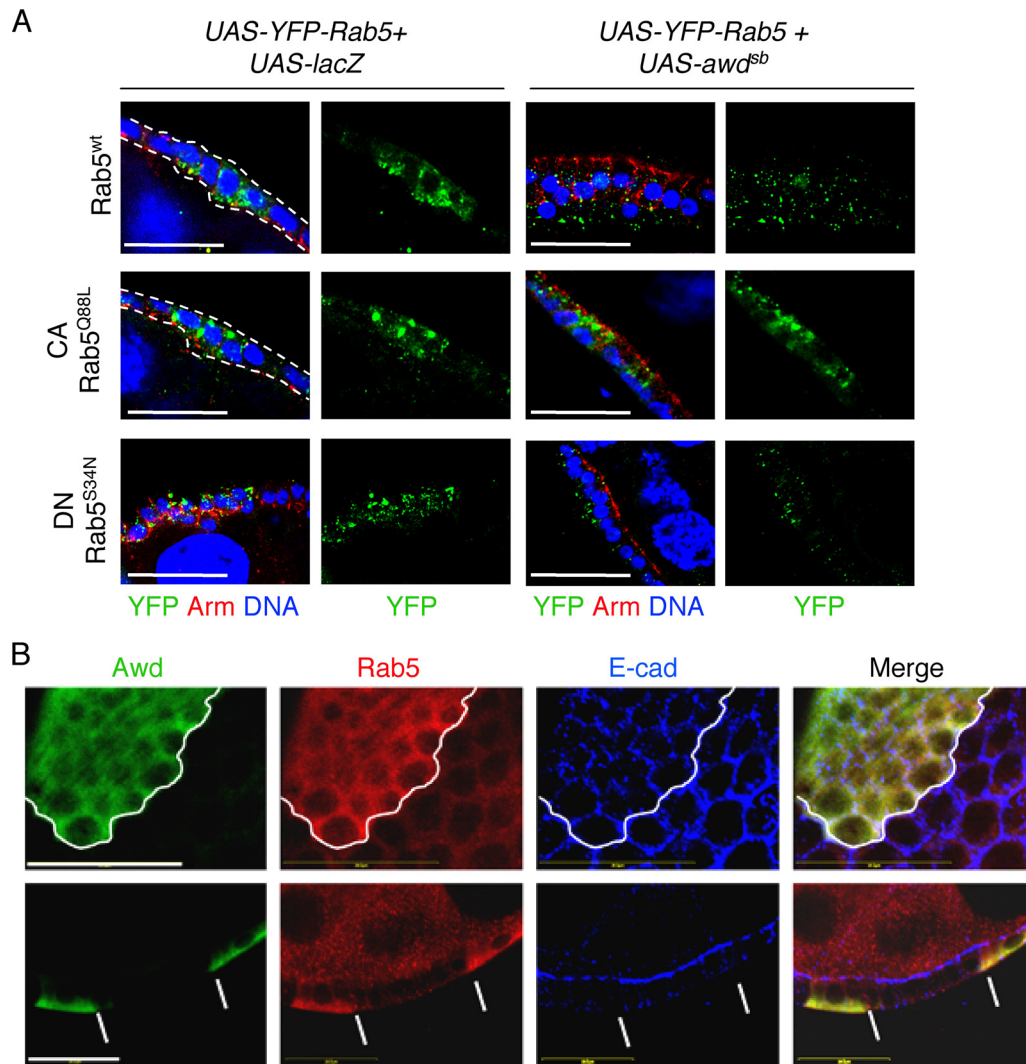 A
UAS-YFP-Rab5+
UAS-lacZ
UAS-YFP-Rab5 +
UAS-awd^sb
Rab5^wt
CA
Rab5^Q88L
DN
Rab5^S34N
YFP Arm DNA
YFP
YFP Arm DNA
YFP
B
Awd
Rab5
E-cad
Merge